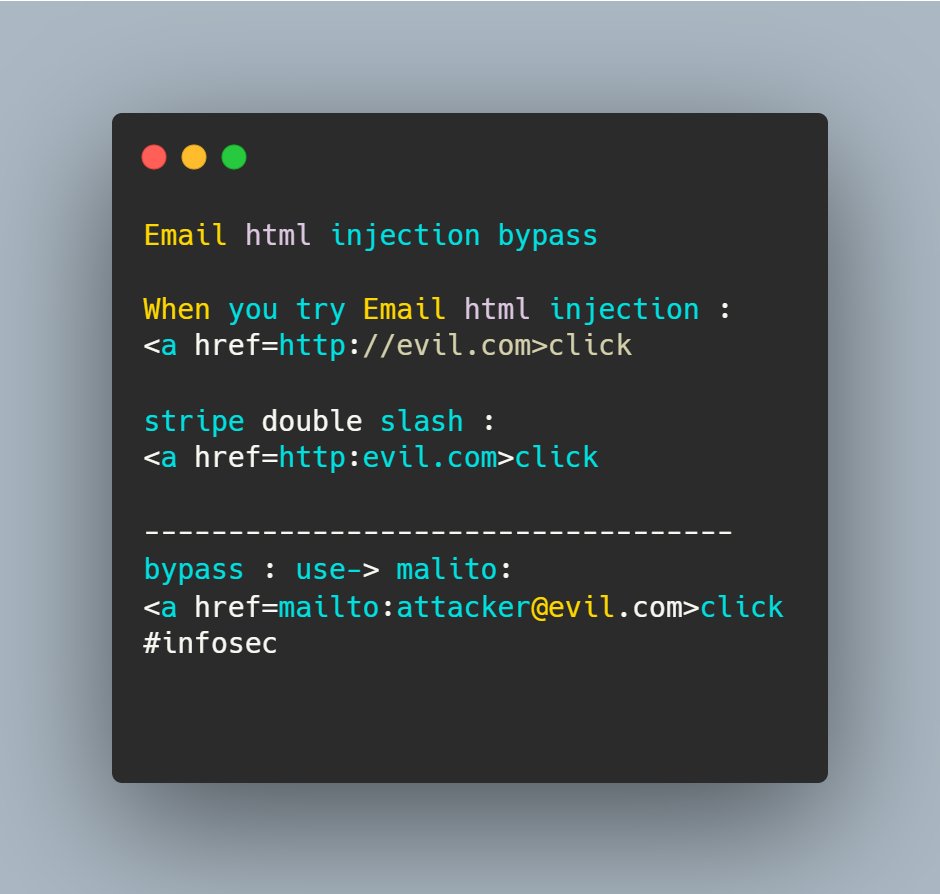 Email html injection bypass
When you try Email html injection :
<a href=http://evil.com>click
stripe double slash :
<a href=http:evil.com>click
-----------------------------------
bypass : use-> malito:
<a href=mailto:attacker@evil.com>click
#infosec